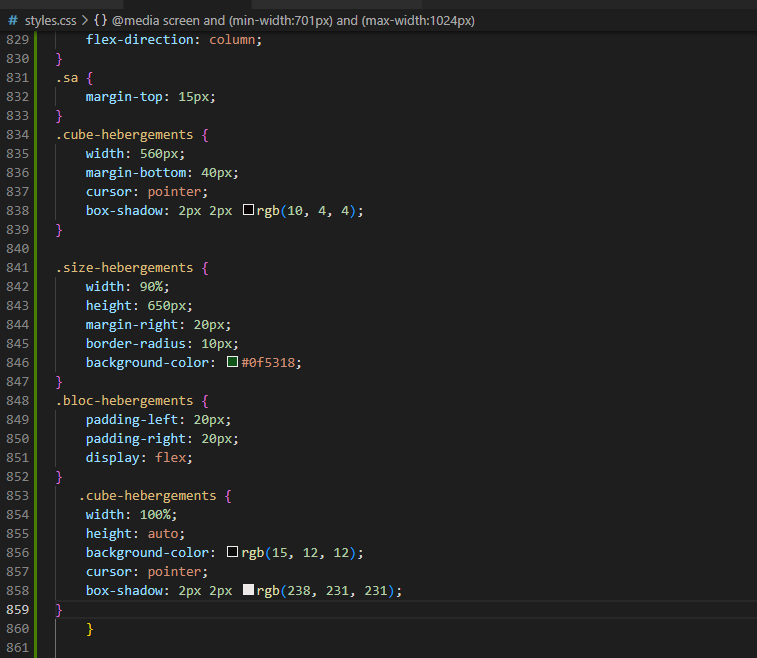 # styles.css > {} @media screen and (min-width:701px) and (max-width:1024px)
829 flex-direction: column;
830 }
831 .sa {
832 margin-top: 15px;
833 }
834 .cube-hebergements {
835 width: 560px;
836 margin-bottom: 40px;
837 cursor: pointer;
838 box-shadow: 2px 2px rgb(10, 4, 4);
839 }
840
841 .size-hebergements {
842 width: 90%;
843 height: 650px;
844 margin-right: 20px;
845 border-radius: 10px;
846 background-color: #0f5318;
847 }
848 .bloc-hebergements {
849 padding-left: 20px;
850 padding-right: 20px;
851 display: flex;
852 }
853 .cube-hebergements {
854 width: 100%;
855 height: auto;
856 background-color: rgb(15, 12, 12);
857 cursor: pointer;
858 box-shadow: 2px 2px rgb(238, 231, 231);
859 }
860 }
861